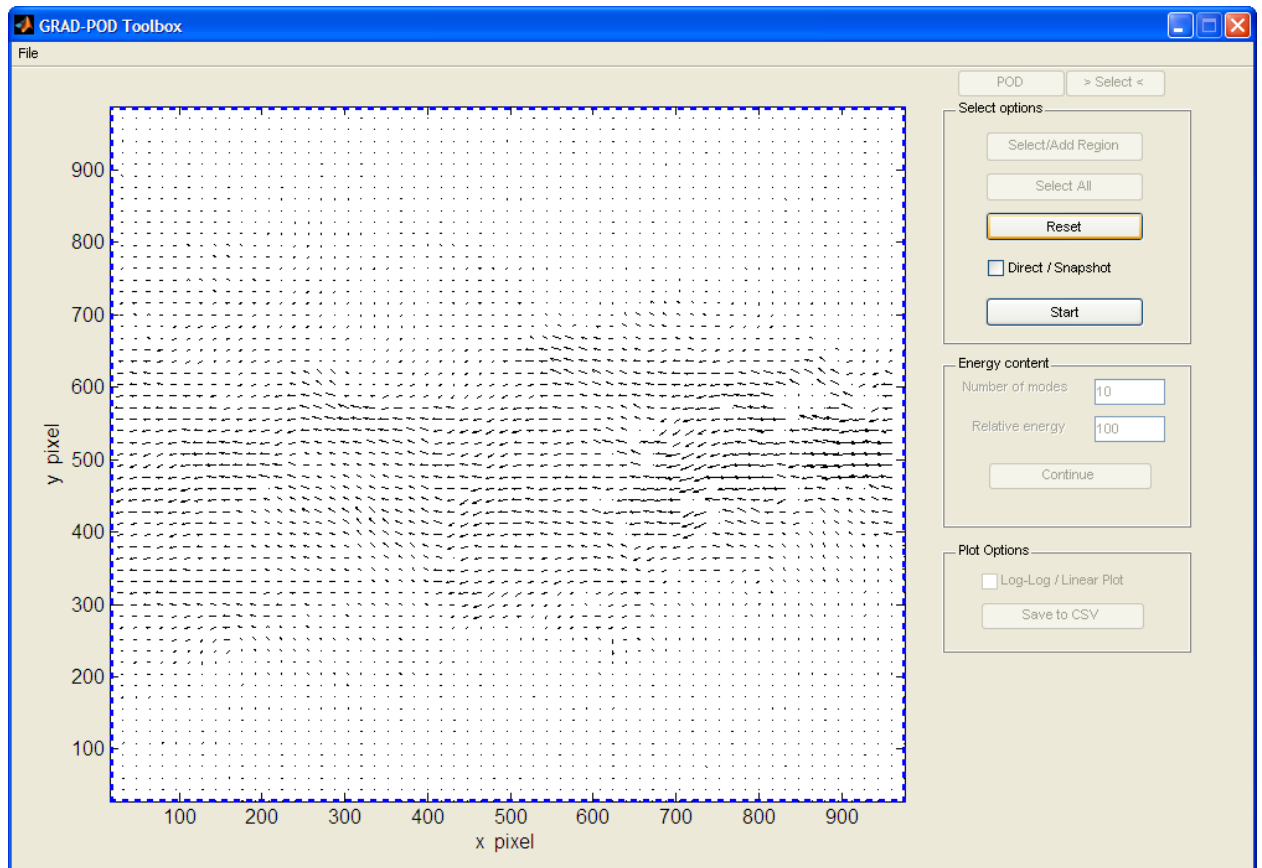 GRAD-POD Toolbox
File
POD > Select <
Select options
Select/Add Region
Select All
Reset
Direct / Snapshot
Start
Energy content
Number of modes 10
Relative energy 100
Continue
Plot Options
Log-Log / Linear Plot
Save to CSV
900
800
700
600
500
400
300
200
100
y pixel
100 200 300 400 500 600 700 800 900
x pixel